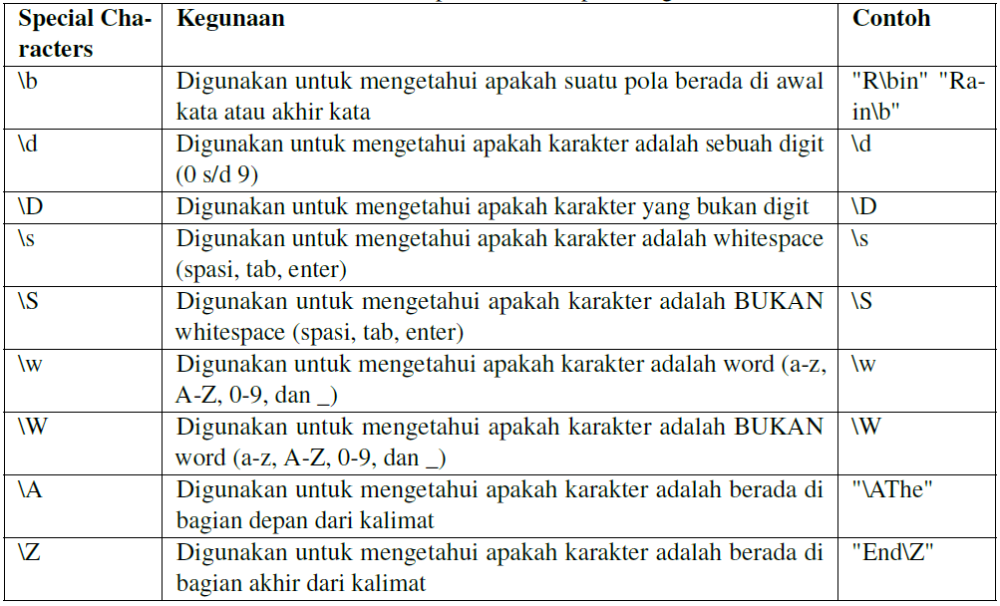 Special Cha- Kegunaan Contoh
racters
\b Digunakan untuk mengetahui apakah suatu pola berada di awal "R\bin" "Ra-
kata atau akhir kata in\b"
\d Digunakan untuk mengetahui apakah karakter adalah sebuah digit \d
(0 s/d 9)
\D Digunakan untuk mengetahui apakah karakter yang bukan digit \D
\s Digunakan untuk mengetahui apakah karakter adalah whitespace \s
(spasi, tab, enter)
\S Digunakan untuk mengetahui apakah karakter adalah BUKAN \S
whitespace (spasi, tab, enter)
\w Digunakan untuk mengetahui apakah karakter adalah word (a-z, \w
A-Z, 0-9, dan _)
\W Digunakan untuk mengetahui apakah karakter adalah BUKAN \W
word (a-z, A-Z, 0-9, dan _)
\A Digunakan untuk mengetahui apakah karakter adalah berada di "\AThe"
bagian depan dari kalimat
\Z Digunakan untuk mengetahui apakah karakter adalah berada di "End\Z"
bagian akhir dari kalimat